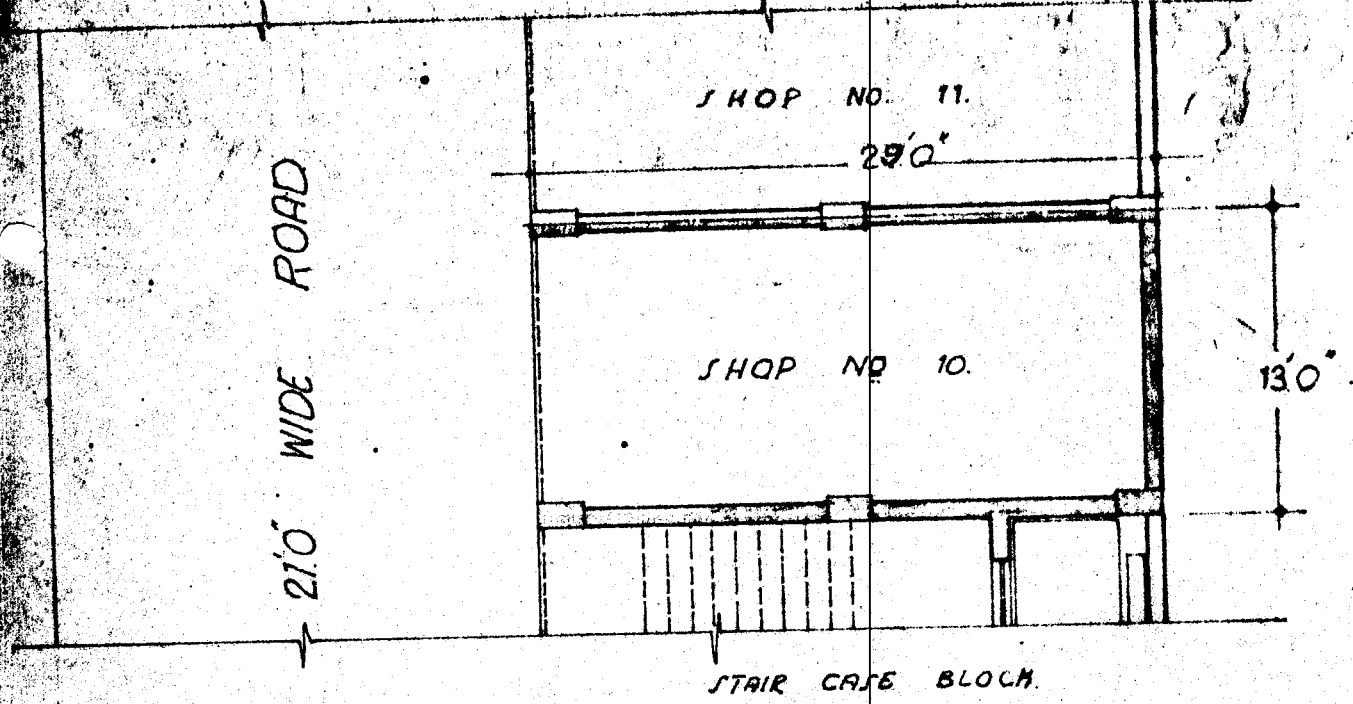 SHOP NO. 11.
29'0"
21'.0" WIDE ROAD
SHOP NO 10.
13'.0"
STAIR CASE BLOCK.